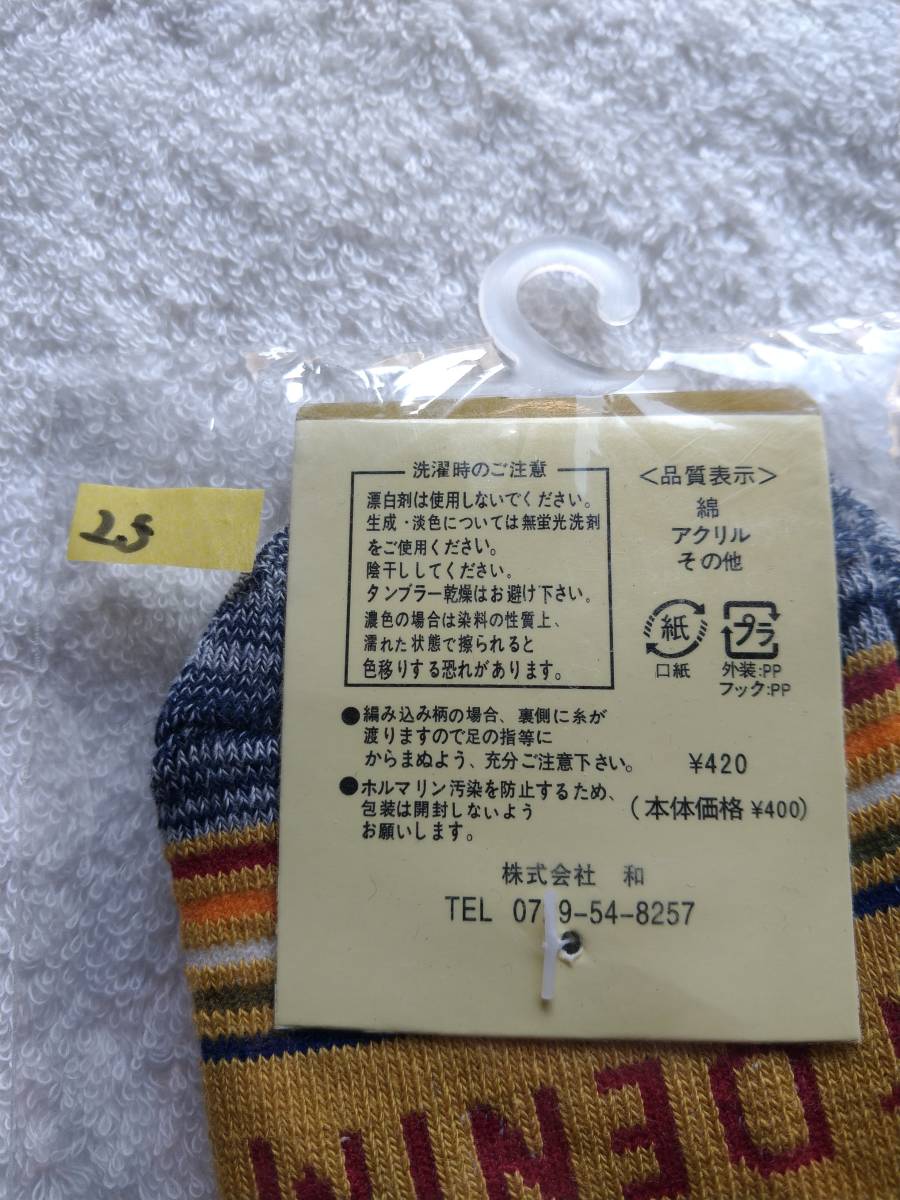 洗濯時のご注意
漂白剤は使用しないでください。
生成・淡色については無蛍光洗剤
をご使用ください。
陰干ししてください。
タンブラー乾燥はお避け下さい。
濃色の場合は染料の性質上、
濡れた状態で擦られると
色移りする恐れがあります。
●編み込み柄の場合、裏側に糸が
渡りますので足の指等に
からまぬよう、充分ご注意下さい。
●ホルマリン汚染を防止するため、
包装は開封しないよう
お願いします。
<品質表示>
綿
アクリル
その他
紙
口紙
プラ
外装:PP
フック:PP
¥420
(本体価格¥400)
株式会社 和
TEL
25
DENIM